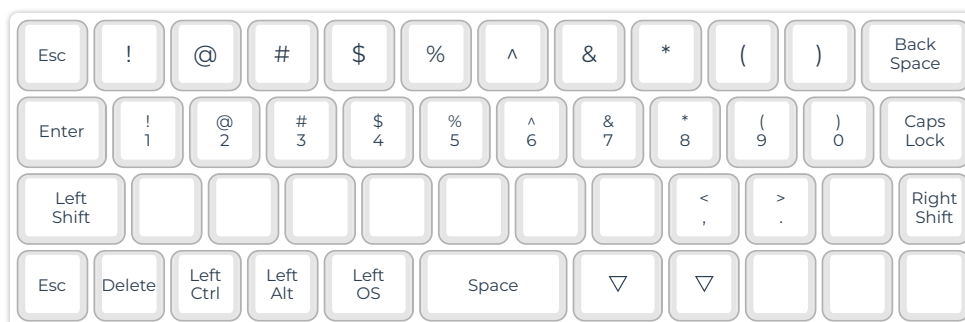 Esc ! @ # $ % ^ & * ( ) Back Space
Enter ! 1 @ 2 # 3 $ 4 % 5 ^ 6 & 7 * 8 ( 9 ) 0 Caps Lock
Left Shift < , > . Right Shift
Esc Delete Left Ctrl Left Alt Left OS Space ▽ ▽